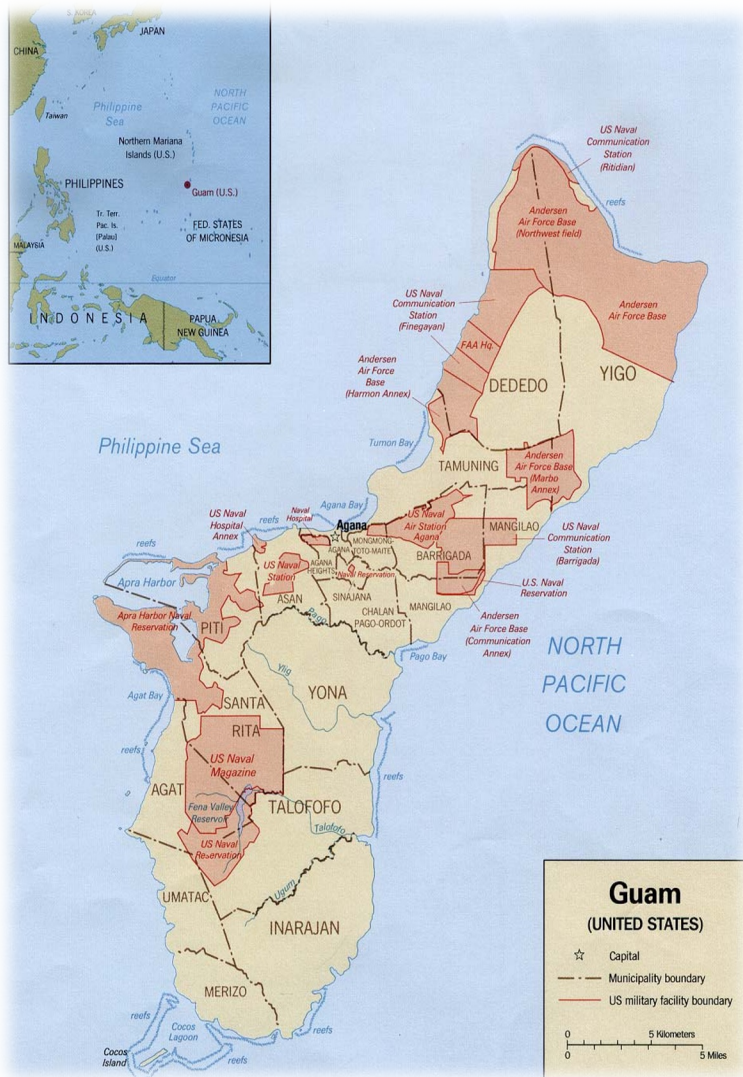 S. KOREA
JAPAN
CHINA
Philippine
Sea
NORTH
PACIFIC
OCEAN
Taiwan
Northern Mariana
Islands (U.S.)
PHILIPPINES
Guam (U.S.)
Tr. Terr.
Pac. Is.
(Palau)
(U.S.)
FED. STATES
OF MICRONESIA
MALAYSIA
Equator
INDONESIA
PAPUA
NEW GUINEA
US Naval
Communication
Station
(Ritidian)
reefs
Andersen
Air Force Base
(Northwest field)
US Naval
Communication
Station
(Finegayan)
Andersen
Air Force Base
FAA Hq.
Andersen
Air Force
Base
(Harmon Annex)
DEDEDO
YIGO
Philippine Sea
Tumon Bay
TAMUNING
Andersen
Air Force Base
(Marbo
Annex)
US Naval
Hospital
Annex
Naval
Hospital
Agana Bay
reefs
Agana
US Naval
Air Station
Agana
MANGILAO
US Naval
Communication
Station
(Barrigada)
reefs
AGANA
MONGMONG-
TOTO-MAITE
BARRIGADA
Apra Harbor
US Naval
Station
AGANA
HEIGHTS
Naval Reservation
U.S. Naval
Reservation
ASAN
SINAJANA
Apra Harbor Naval
Reservation
PITI
Pago
CHALAN
PAGO-ORDOT
MANGILAO
Andersen
Air Force Base
(Communication
Annex)
Pago Bay
NORTH
PACIFIC
OCEAN
Ylig
YONA
Agat Bay
SANTA
RITA
reefs
US Naval
Magazine
reefs
AGAT
Fena Valley
Reservoir
TALOFOFO
Talofofo
US Naval
Reservation
Ugum
UMATAC
INARAJAN
MERIZO
reefs
Cocos
Lagoon
reefs
Cocos
Island
reefs
Guam
(UNITED STATES)
Capital
Municipality boundary
US military facility boundary
0 5 Kilometers
0 5 Miles